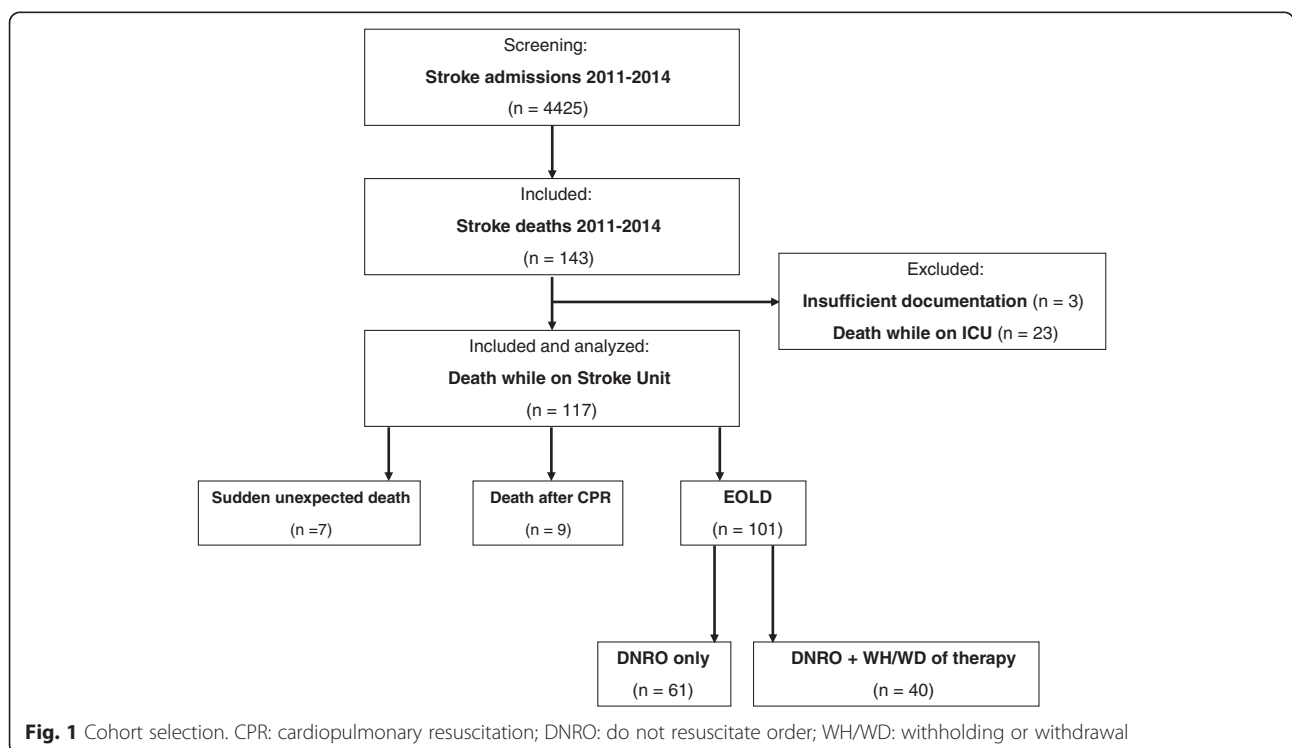 Screening:
Stroke admissions 2011-2014
(n = 4425)
Included:
Stroke deaths 2011-2014
(n = 143)
Excluded:
Insufficient documentation (n = 3)
Death while on ICU (n = 23)
Included and analyzed:
Death while on Stroke Unit
(n = 117)
Sudden unexpected death
(n =7)
Death after CPR
(n = 9)
EOLD
(n = 101)
DNRO only
(n = 61)
DNRO + WH/WD of therapy
(n = 40)
Fig. 1 Cohort selection. CPR: cardiopulmonary resuscitation; DNRO: do not resuscitate order; WH/WD: withholding or withdrawal